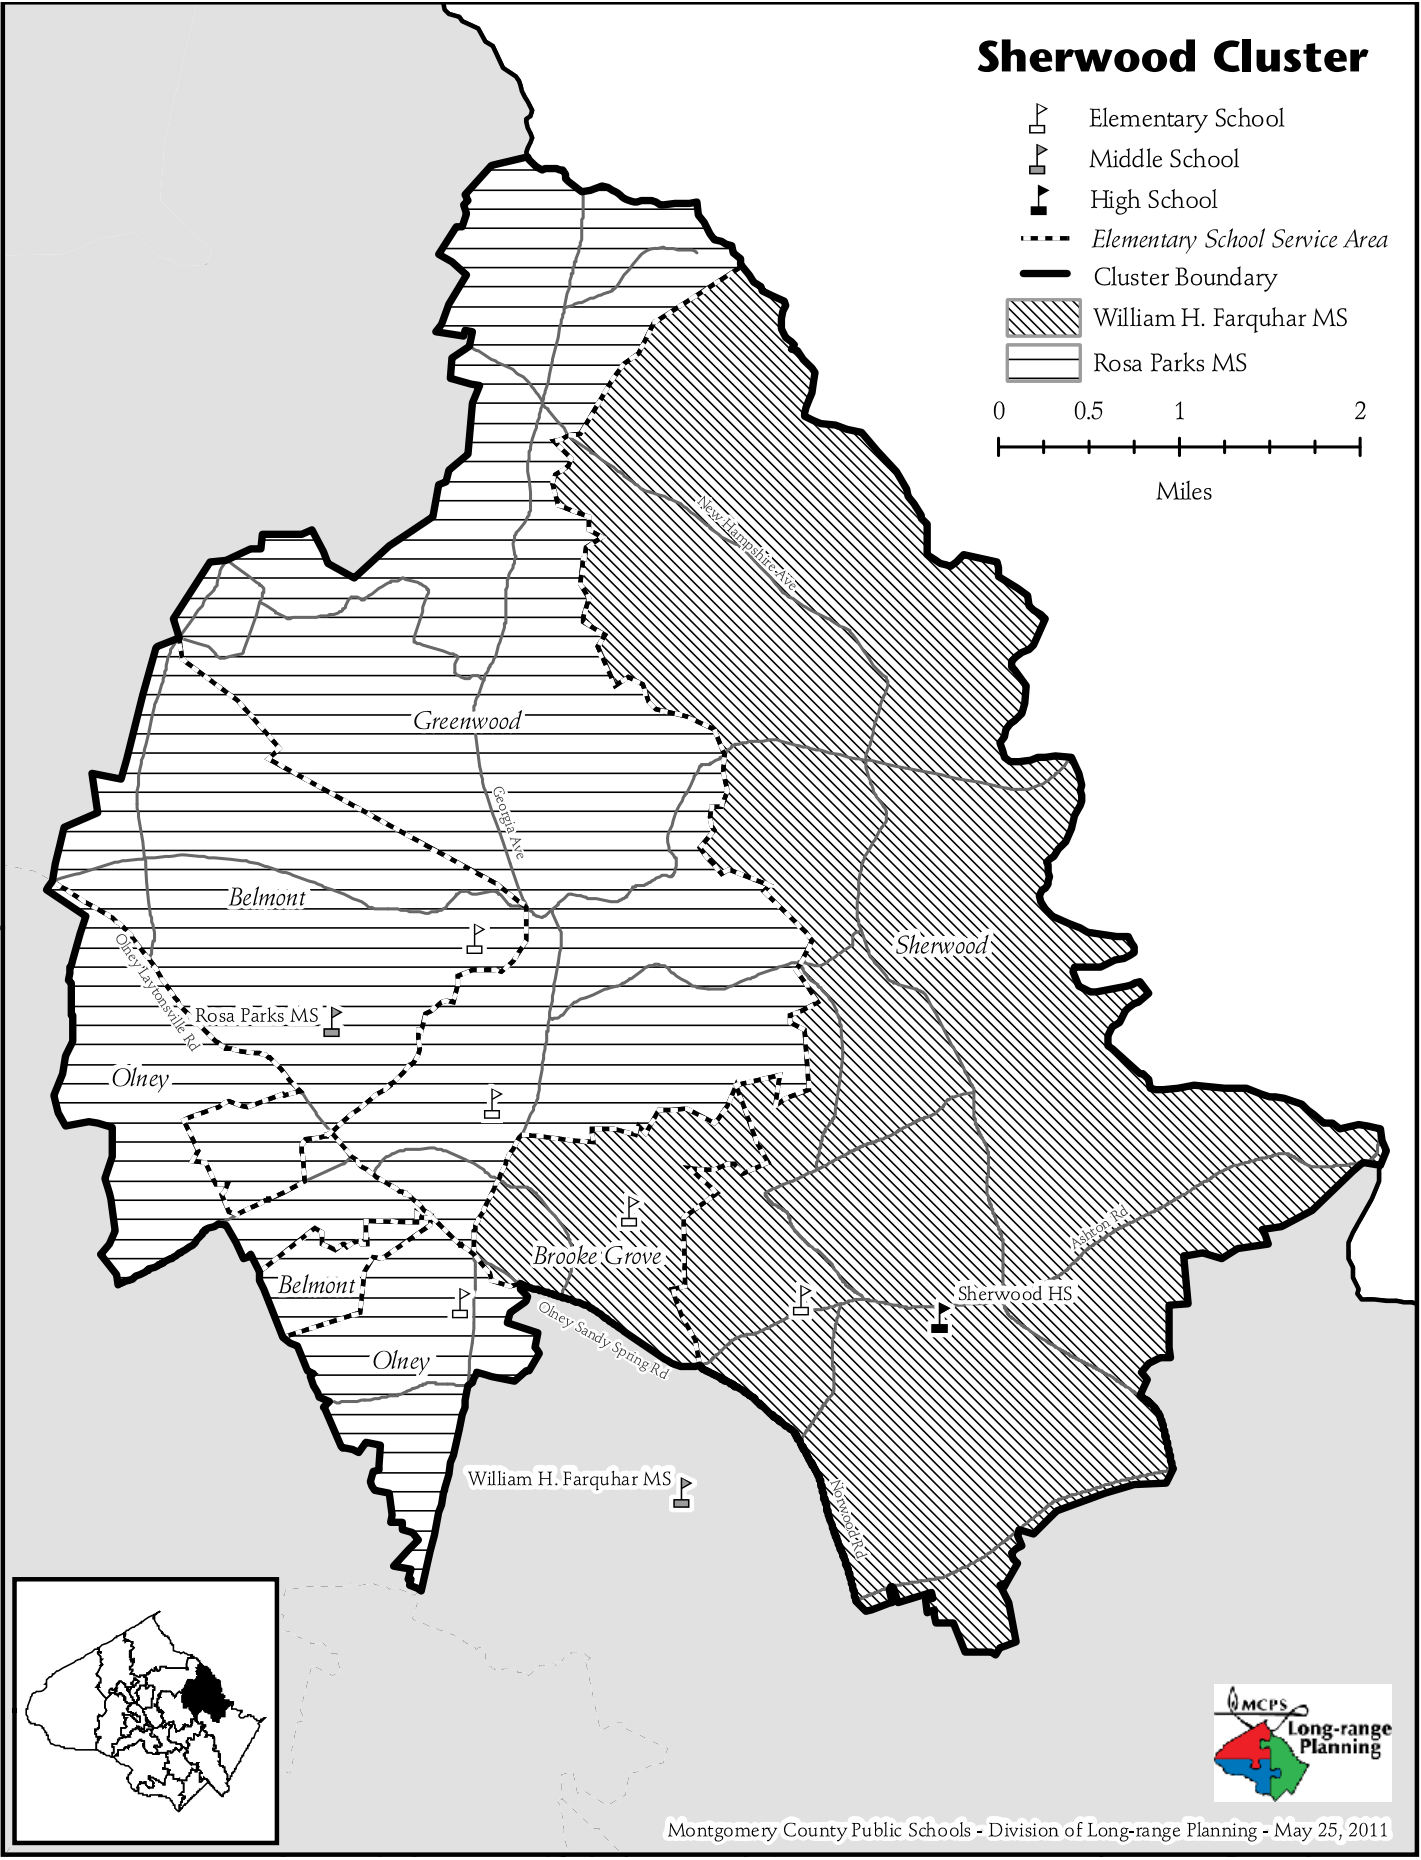 Sherwood Cluster
Elementary School
Middle School
High School
Elementary School Service Area
Cluster Boundary
William H. Farquhar MS
Rosa Parks MS
0 0.5 1 2
Miles
New Hampshire Ave
Greenwood
Georgia Ave
Belmont
Sherwood
Olney Laytonsville Rd
Rosa Parks MS
Olney
Ashton Rd
Brooke Grove
Belmont
Sherwood HS
Olney Sandy Spring Rd
Olney
William H. Farquhar MS
Norwood Rd
MCPS
Long-range
Planning
Montgomery County Public Schools - Division of Long-range Planning - May 25, 2011